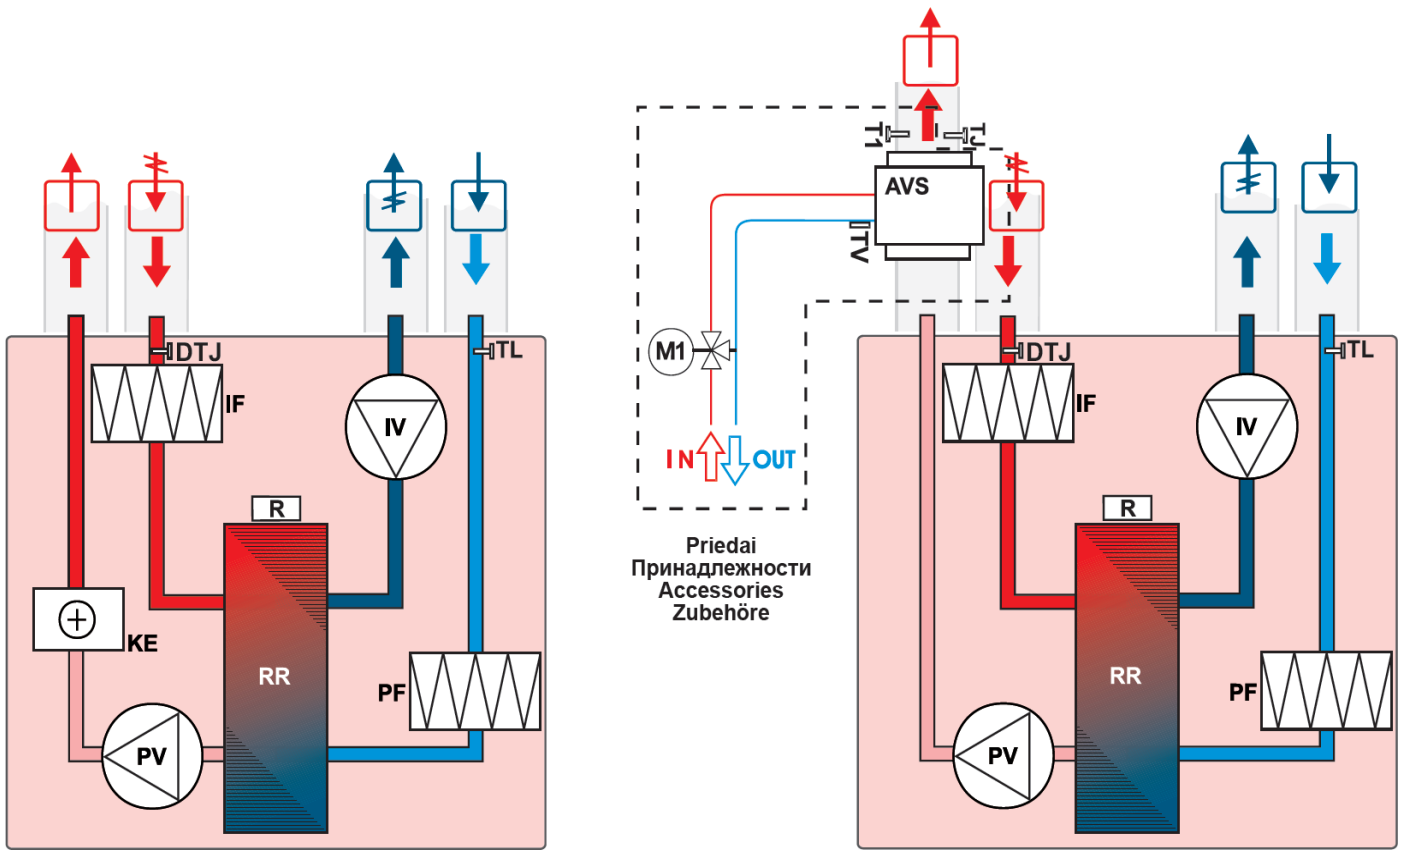 DTJ
TL
IF
IV
R
KE
RR
PF
PV
T1
TJ
AVS
TV
M1
IN
OUT
Priedai
Принадлежности
Accessories
Zubehöre
DTJ
TL
IF
IV
R
RR
PF
PV